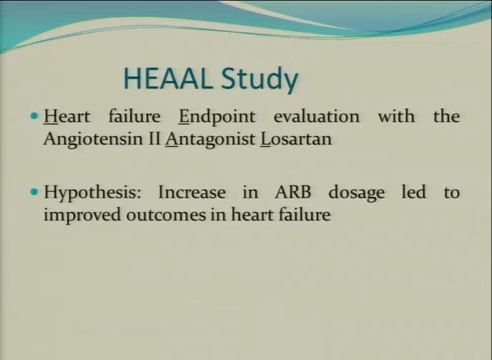 HEAAL Study
Heart failure Endpoint evaluation with the
Angiotensin II Antagonist Losartan
Hypothesis: Increase in ARB dosage led to
improved outcomes in heart failure